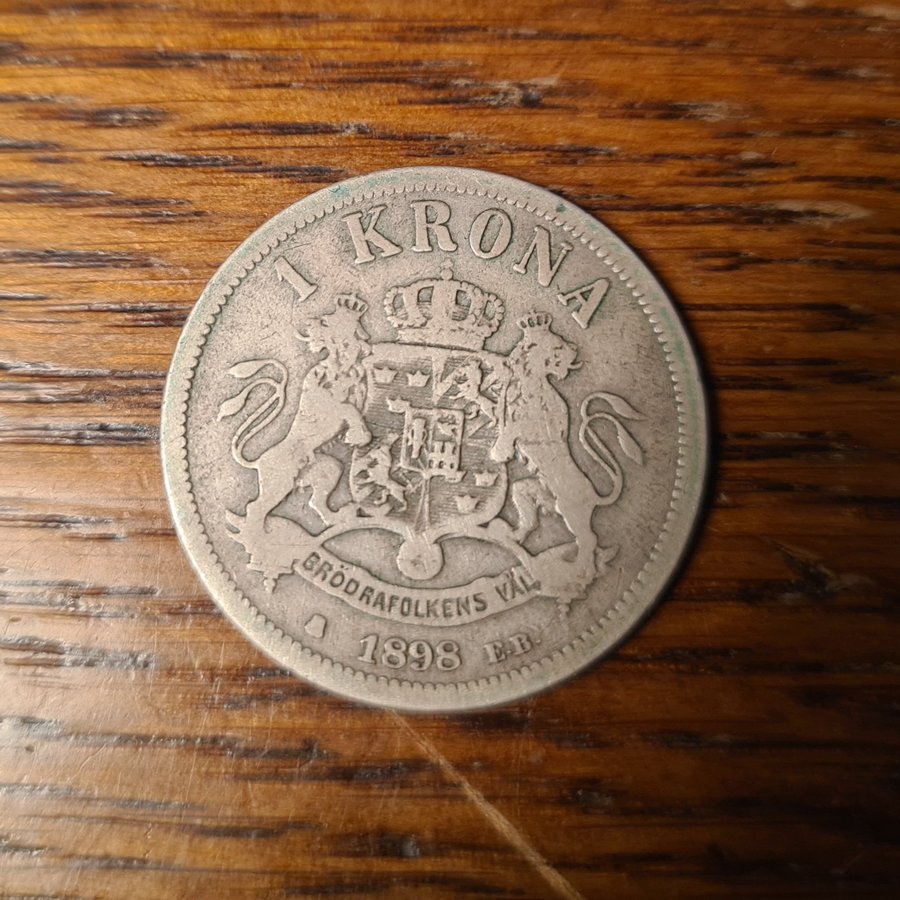 1 KRONA
BRÖDRAFOLKENS VÄL
1898 E.B.